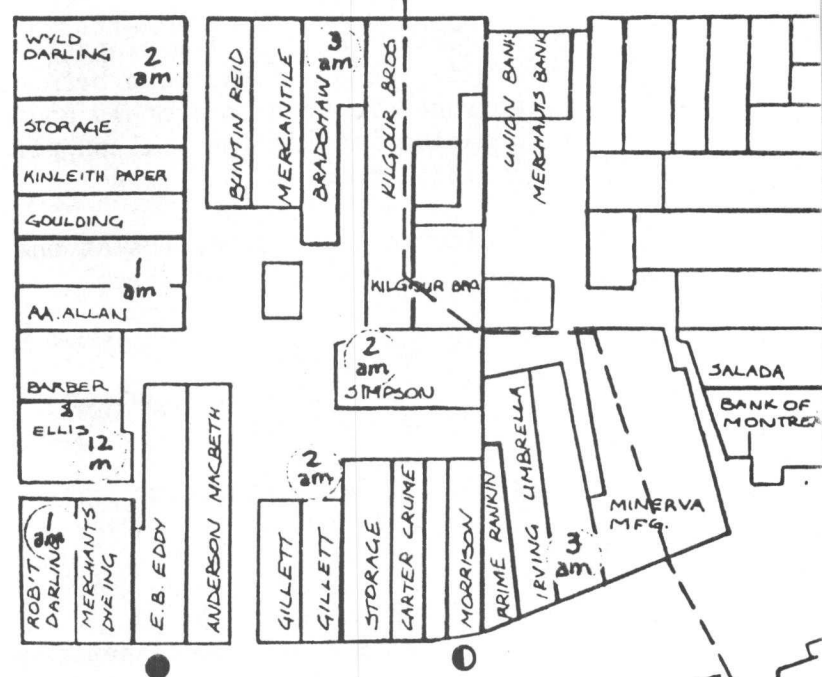 WYLD
DARLING
2
am
STORAGE
KINLEITH PAPER
GOULDING
1
am
AA. ALLAN
BARBER
&
ELLIS
12
m
1
am
ROB'T
DARLING
MERCHANTS
DYEING
E.B. EDDY
ANDERSON MACBETH
BUNTIN REID
MERCANTILE
BRADSHAW
3
am
KILGOUR BROS
KILGOUR BRO
2
am
SIMPSON
2
am
GILLETT
GILLETT
STORAGE
CARTER CRUME
MORRISON
PRIME RANKIN
IRVING UMBRELLA
3
am
MINERVA
MFG.
UNION BANK
MERCHANTS BANK
SALADA
BANK OF
MONTRE